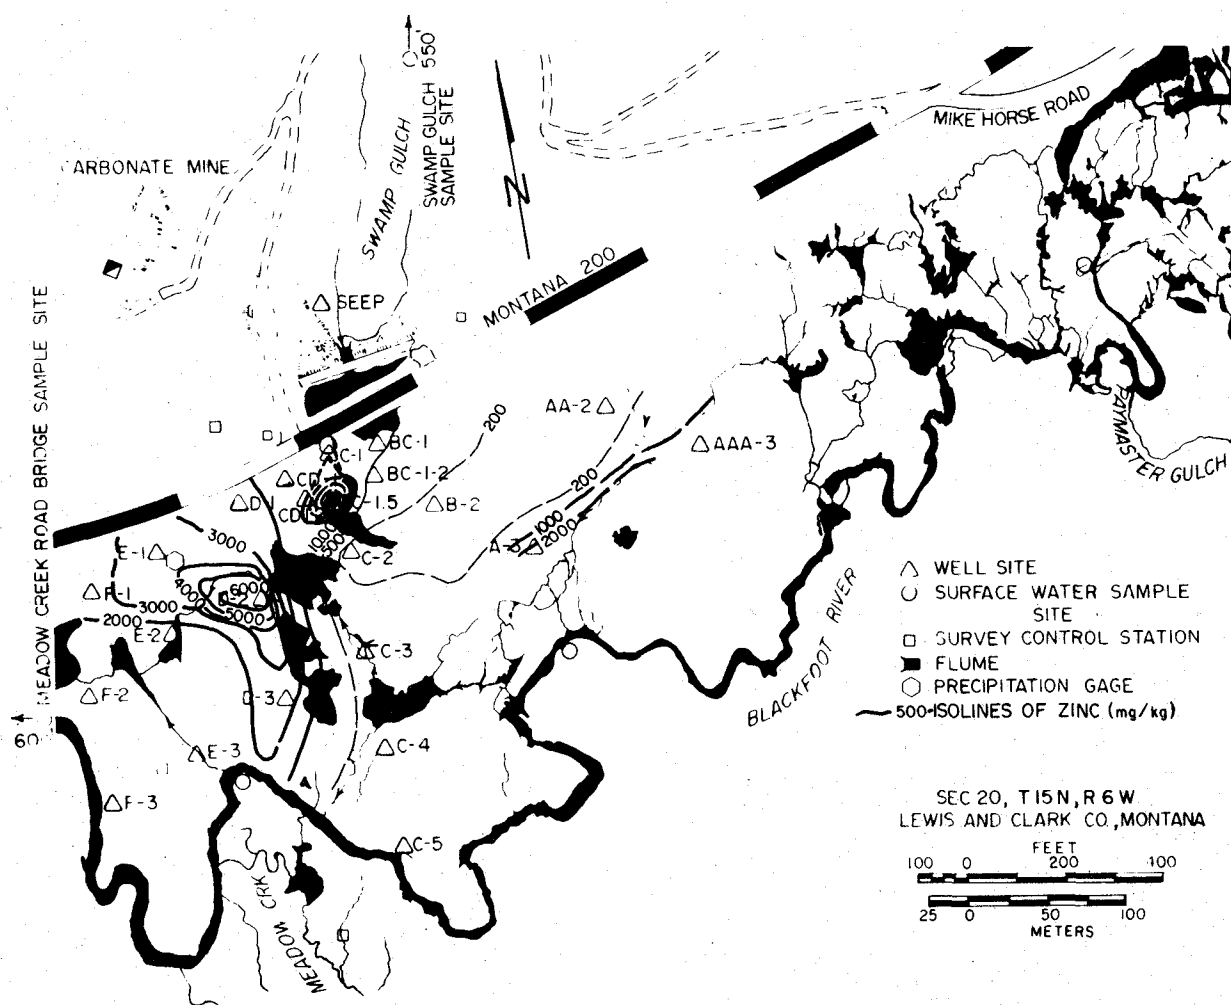 550'
SWAMP GULCH
SAMPLE SITE
SWAMP GULCH
N
MIKE HORSE ROAD
ARBONATE MINE
MONTANA 200
SEEP
MEADOW CREEK ROAD BRIDGE SAMPLE SITE
60
200
AA-2
AAA-3
PAYMASTER GULCH
BC-1
C-1
BC-1-2
CD
D-1
-1.5
B-2
CD
200
1000
500
1000
2000
3000
C-2
A-
E-1
4000
6000
-2
F-1
3000
5000
2000
E-2
C-3
F-2
-3
E-3
C-4
F-3
C-5
MEADOW CRK
BLACKFOOT RIVER
WELL SITE
SURFACE WATER SAMPLE
SITE
SURVEY CONTROL STATION
FLUME
PRECIPITATION GAGE
500-ISOLINES OF ZINC (mg/kg)
SEC 20, T15N, R6W
LEWIS AND CLARK CO., MONTANA
FEET
100 0 200 100
25 0 50 100
METERS